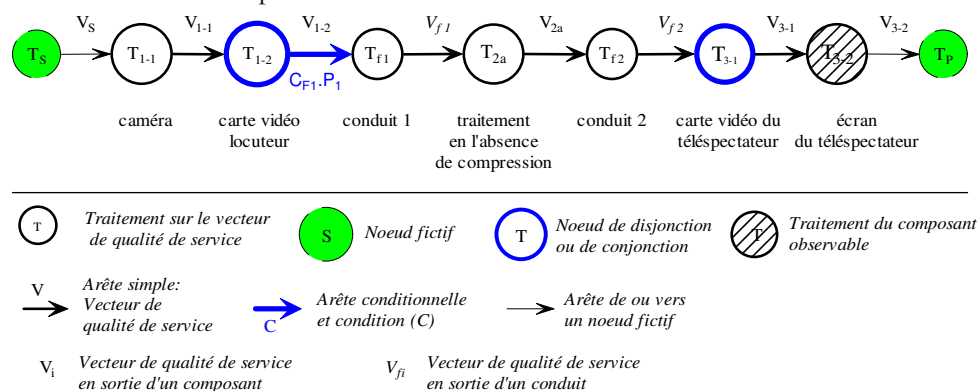 V_S V_1-1 V_1-2 V_f1 V_2a V_f2 V_3-1 V_3-2
T_S T_1-1 T_1-2 T_f1 T_2a T_f2 T_3-1 T_3-2 T_P
C_F1.P_1
caméra carte vidéo conduit 1 traitement conduit 2 carte vidéo du écran
locuteur en l'absence téléspectateur du téléspectateur
de compression
T Traitement sur le vecteur de qualité de service
S Noeud fictif
T Noeud de disjonction ou de conjonction
T Traitement du composant observable
V Arête simple: Vecteur de qualité de service
C Arête conditionnelle et condition (C)
Arête de ou vers un noeud fictif
V_i Vecteur de qualité de service en sortie d'un composant
V_fi Vecteur de qualité de service en sortie d'un conduit